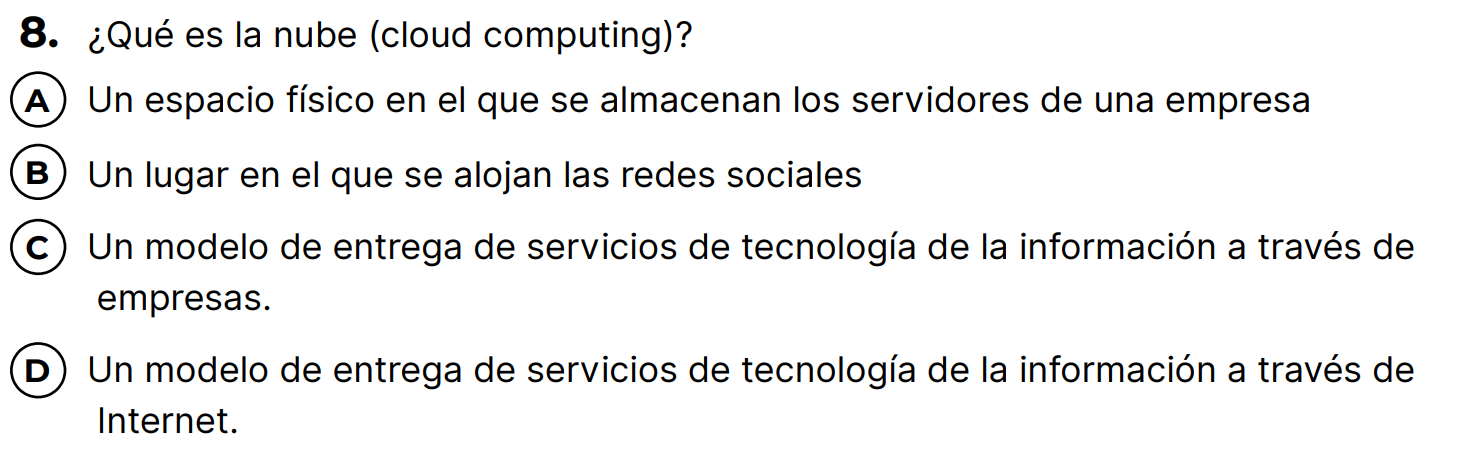 8. ¿Qué es la nube (cloud computing)?
A Un espacio físico en el que se almacenan los servidores de una empresa
B Un lugar en el que se alojan las redes sociales
C Un modelo de entrega de servicios de tecnología de la información a través de
empresas.
D Un modelo de entrega de servicios de tecnología de la información a través de
Internet.